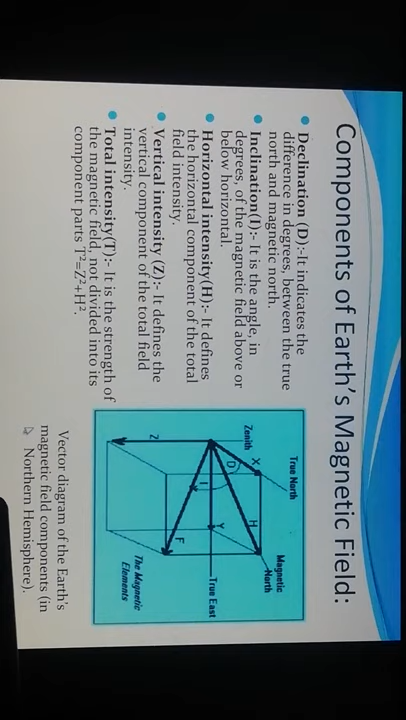 Components of Earth's Magnetic Field:
• Declination (D):-It indicates the
difference in degrees, between the true
north and magnetic north.
• Inclination(I):- It is the angle, in
degrees, of the magnetic field above or
below horizontal.
• Horizontal intensity(H):- It defines
the horizontal component of the total
field intensity.
• Vertical intensity (Z):- It defines the
vertical component of the total field
intensity.
• Total intensity(T):- It is the strength of
the magnetic field, not divided into its
component parts T²=Z²+H².
True North
Magnetic
North
Zenith
X
H
D
I
Y
True East
Z
F
The Magnetic
Elements
Vector diagram of the Earth's
magnetic field components (in
Northern Hemisphere).